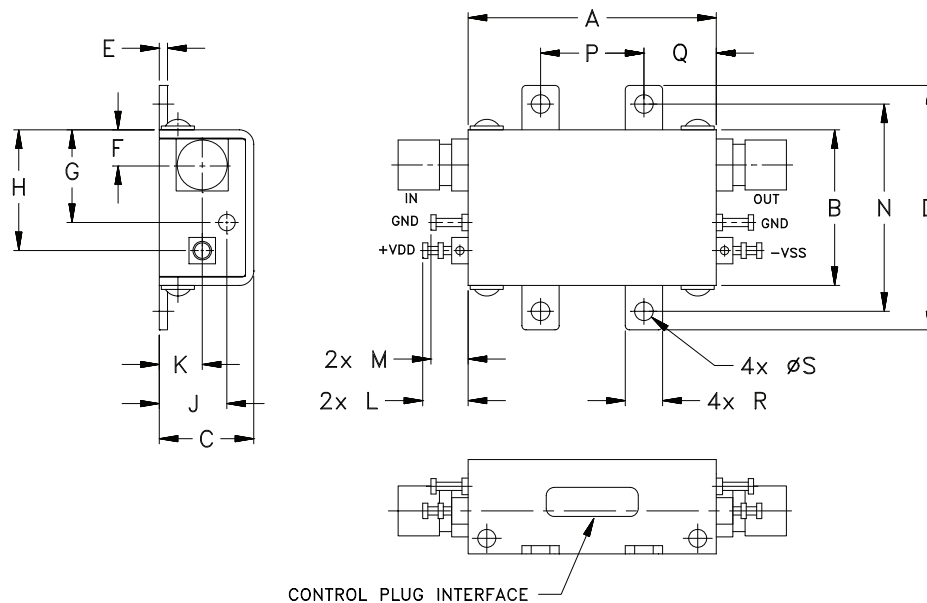 A
E
P
Q
F
G
H
IN
OUT
GND
GND
+VDD
-VSS
B
N
D
K
J
C
2x M
2x L
4x ØS
4x R
CONTROL PLUG INTERFACE